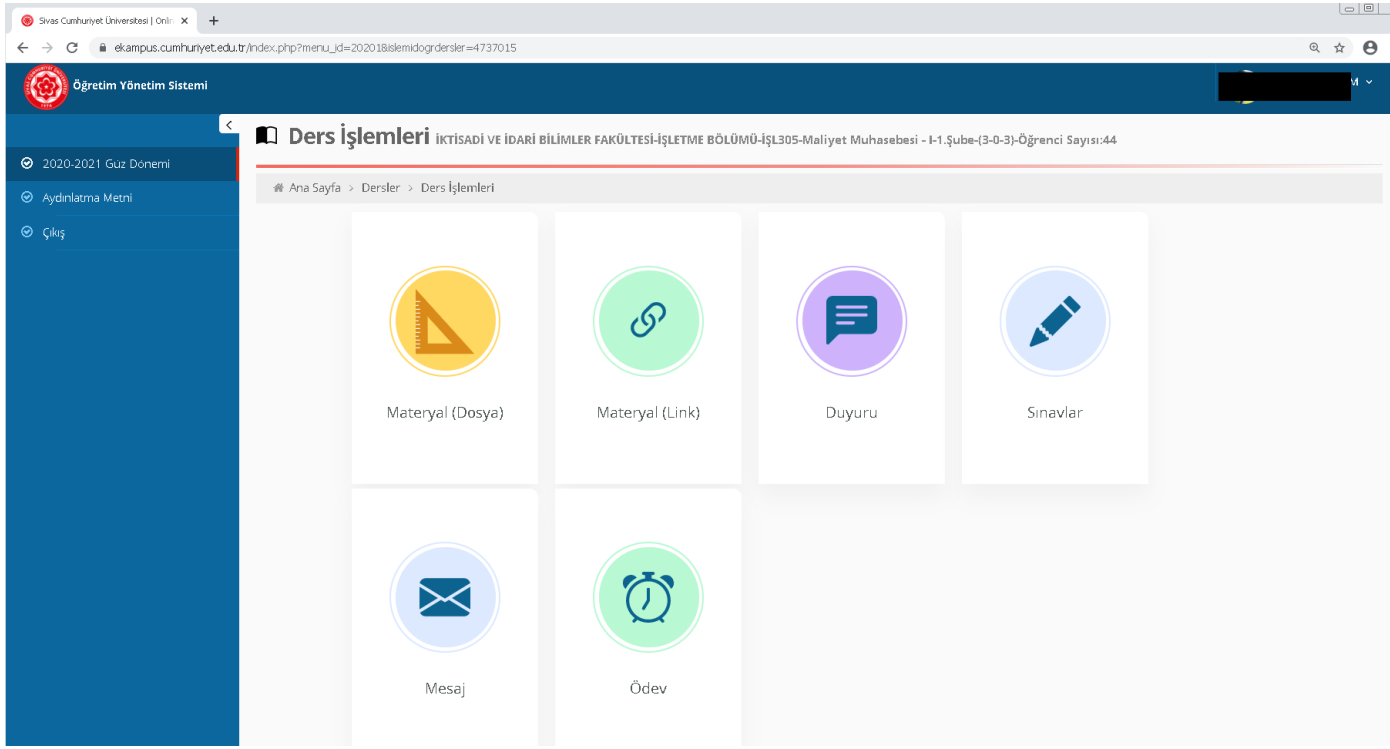 Sivas Cumhuriyet Üniversitesi | Onlin
ekampus.cumhuriyet.edu.tr/index.php?menu_id=20201&islemidogrdersler=4737015
Öğretim Yönetim Sistemi
M
Ders İşlemleri İKTİSADİ VE İDARİ BİLİMLER FAKÜLTESİ-İŞLETME BÖLÜMÜ-İŞL305-Maliyet Muhasebesi - I-1.Şube-{3-0-3}-Öğrenci Sayısı:44
2020-2021 Güz Dönemi
Aydınlatma Metni
Çıkış
Ana Sayfa > Dersler > Ders İşlemleri
Materyal (Dosya)
Materyal (Link)
Duyuru
Sınavlar
Mesaj
Ödev